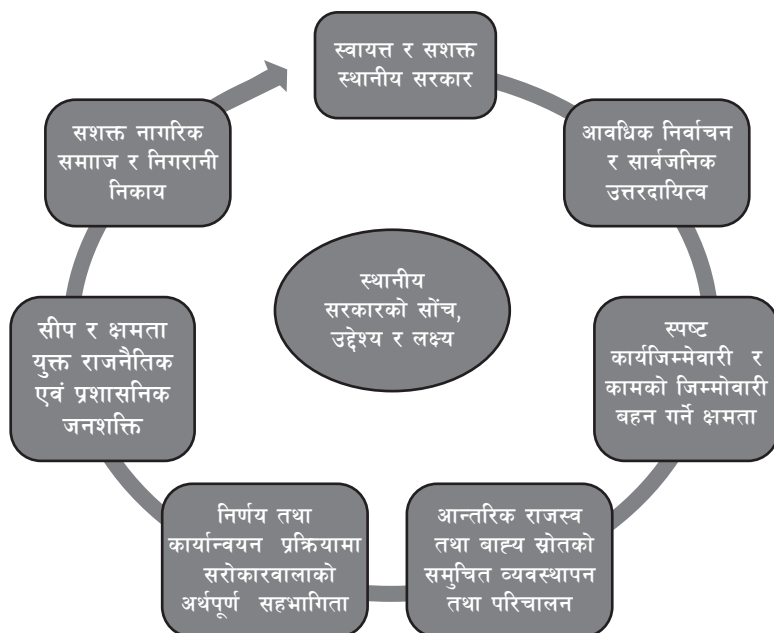 स्वायत्त र सशक्त
स्थानीय सरकार
आवधिक निर्वाचन
र सार्वजनिक
उत्तरदायित्व
स्पष्ट
कार्यजिम्मेवारी र
कामको जिम्मोवारी
बहन गर्ने क्षमता
आन्तरिक राजस्व
तथा बाह्य स्रोतको
समुचित व्यवस्थापन
तथा परिचालन
निर्णय तथा
कार्यान्वयन प्रक्रियामा
सरोकारवालाको
अर्थपूर्ण सहभागिता
सीप र क्षमता
युक्त राजनैतिक
एवं प्रशासनिक
जनशक्ति
सशक्त नागरिक
समााज र निगरानी
निकाय
स्थानीय
सरकारको सोंच,
उद्देश्य र लक्ष्य